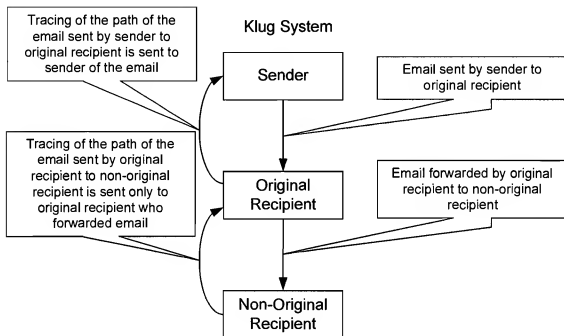 Tracing of the path of the
email sent by sender to
original recipient is sent to
sender of the email
Klug System
Sender
Email sent by sender to
original recipient
Tracing of the path of the
email sent by original
recipient to non-original
recipient is sent only to
original recipient who
forwarded email
Original
Recipient
Email forwarded by original
recipient to non-original
recipient
Non-Original
Recipient